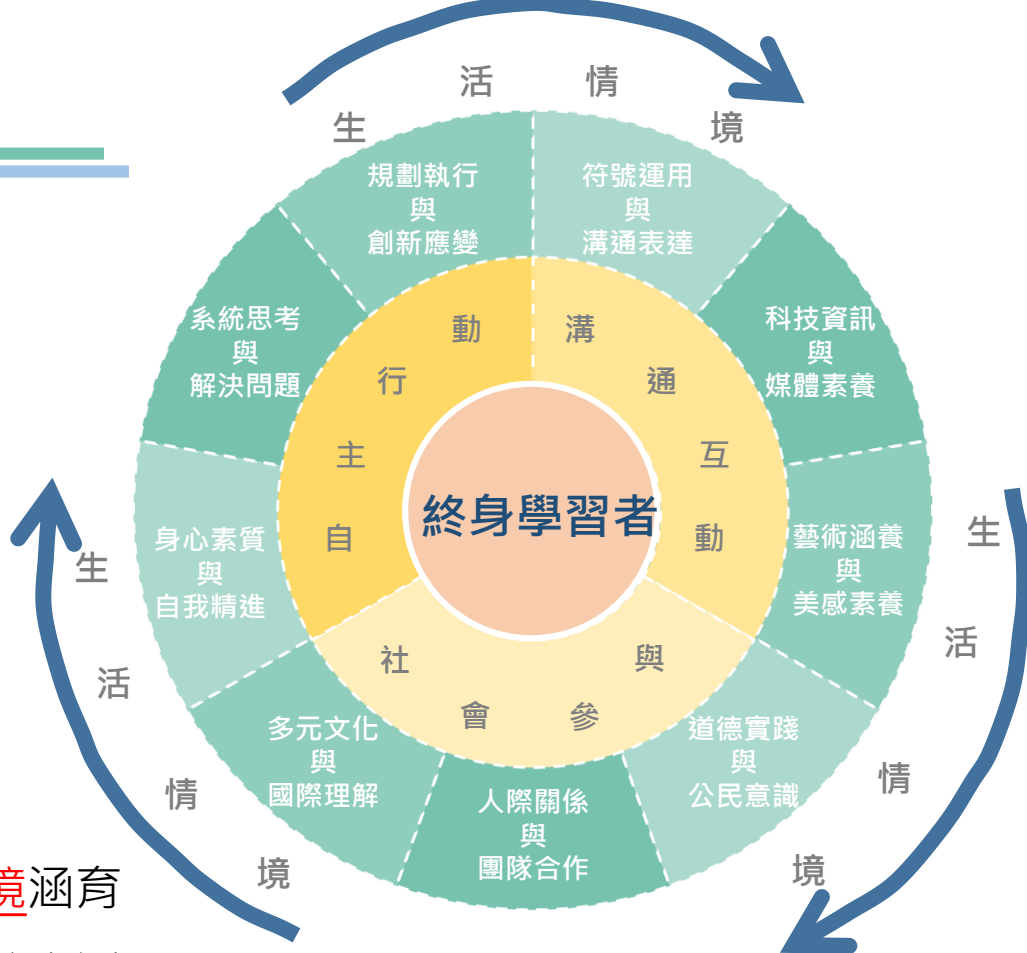 生活情境
規劃執行
與
創新應變
符號運用
與
溝通表達
系統思考
與
解決問題
科技資訊
與
媒體素養
自主行動
溝通互動
終身學習者
身心素質
與
自我精進
藝術涵養
與
美感素養
生活情境
生活情境
社會參與
多元文化
與
國際理解
人際關係
與
團隊合作
道德實踐
與
公民意識
境涵育